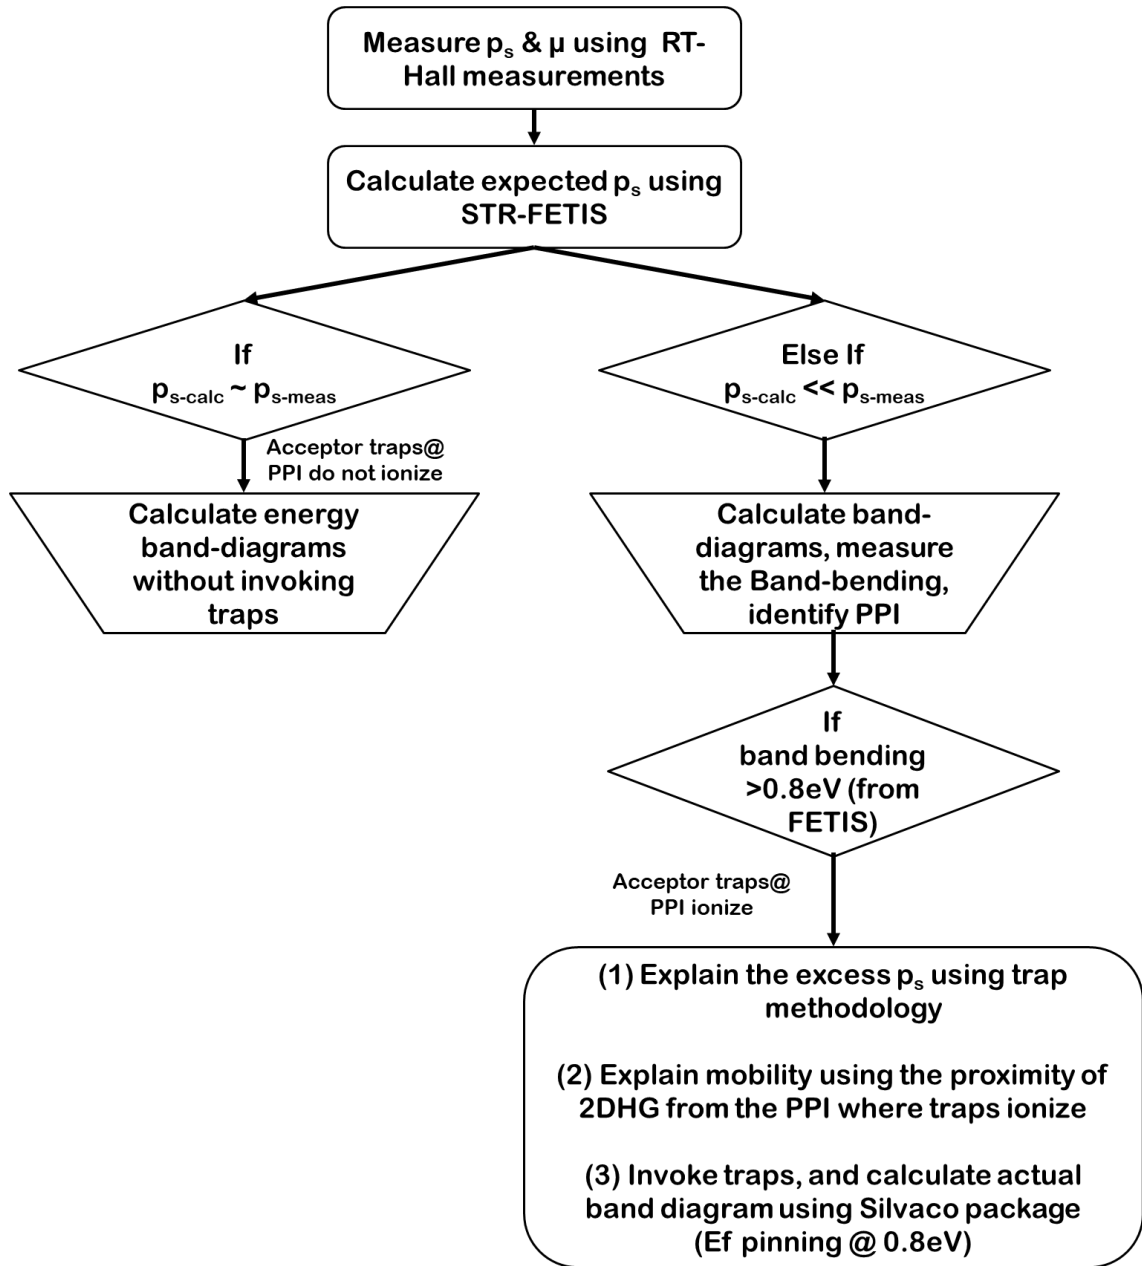 Measure ps & µ using RT-
Hall measurements
Calculate expected ps using
STR-FETIS
If
ps-calc ~ ps-meas
Else If
ps-calc << ps-meas
Acceptor traps@
PPI do not ionize
Calculate energy
band-diagrams
without invoking
traps
Calculate band-
diagrams, measure
the Band-bending,
identify PPI
If
band bending
>0.8eV (from
FETIS)
Acceptor traps@
PPI ionize
(1) Explain the excess ps using trap
methodology
(2) Explain mobility using the proximity of
2DHG from the PPI where traps ionize
(3) Invoke traps, and calculate actual
band diagram using Silvaco package
(Ef pinning @ 0.8eV)